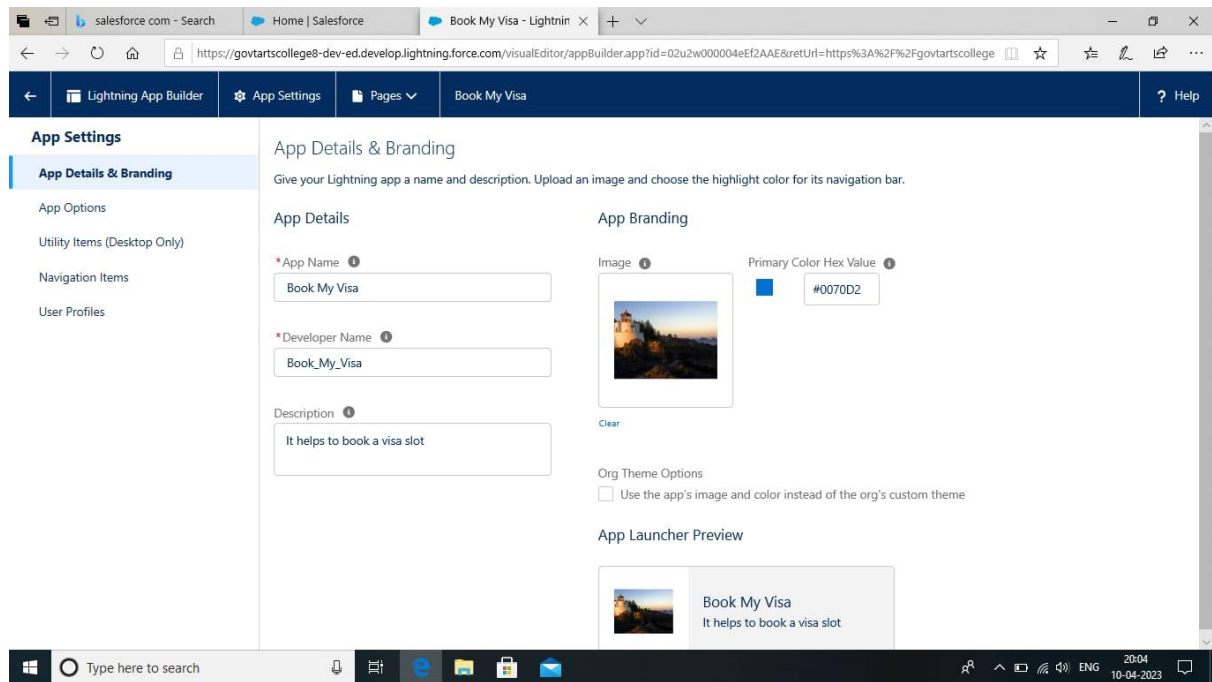 salesforce com - Search
Home | Salesforce
Book My Visa - Lightnin
https://govtartscollege8-dev-ed.develop.lightning.force.com/visualEditor/appBuilder.app?id=02u2w000004eEf2AAE&retUrl=https%3A%2F%2Fgovtartscollege
Lightning App Builder
App Settings
Pages
Book My Visa
? Help
App Settings
App Details & Branding
App Options
Utility Items (Desktop Only)
Navigation Items
User Profiles
App Details & Branding
Give your Lightning app a name and description. Upload an image and choose the highlight color for its navigation bar.
App Details
*App Name
Book My Visa
*Developer Name
Book_My_Visa
Description
It helps to book a visa slot
App Branding
Image
Clear
Primary Color Hex Value
#0070D2
Org Theme Options
Use the app's image and color instead of the org's custom theme
App Launcher Preview
Book My Visa
It helps to book a visa slot
Type here to search
ENG
20:04
10-04-2023